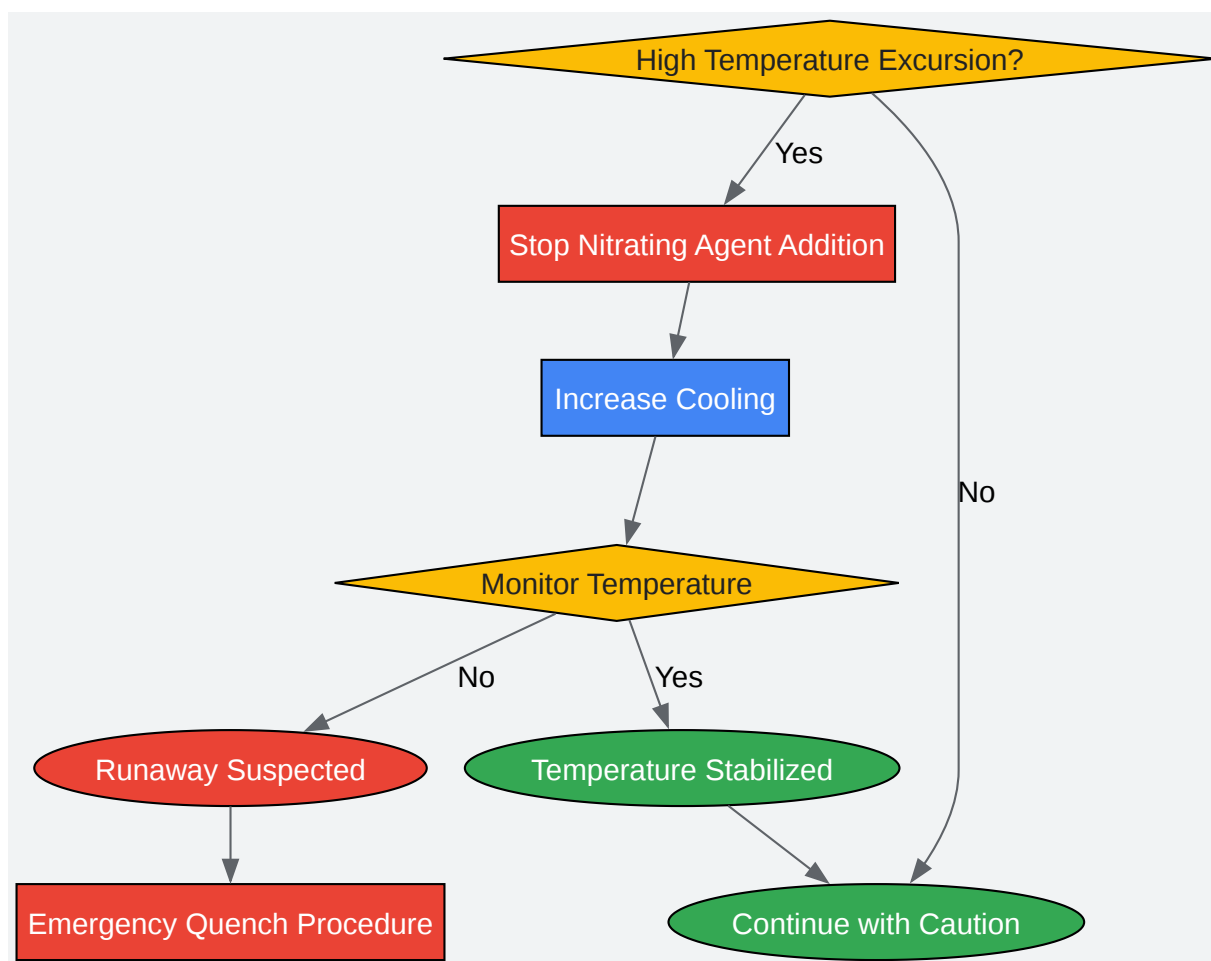 High Temperature Excursion?
Yes
Stop Nitrating Agent Addition
Increase Cooling
No
Monitor Temperature
No
Yes
Runaway Suspected
Temperature Stabilized
Emergency Quench Procedure
Continue with Caution